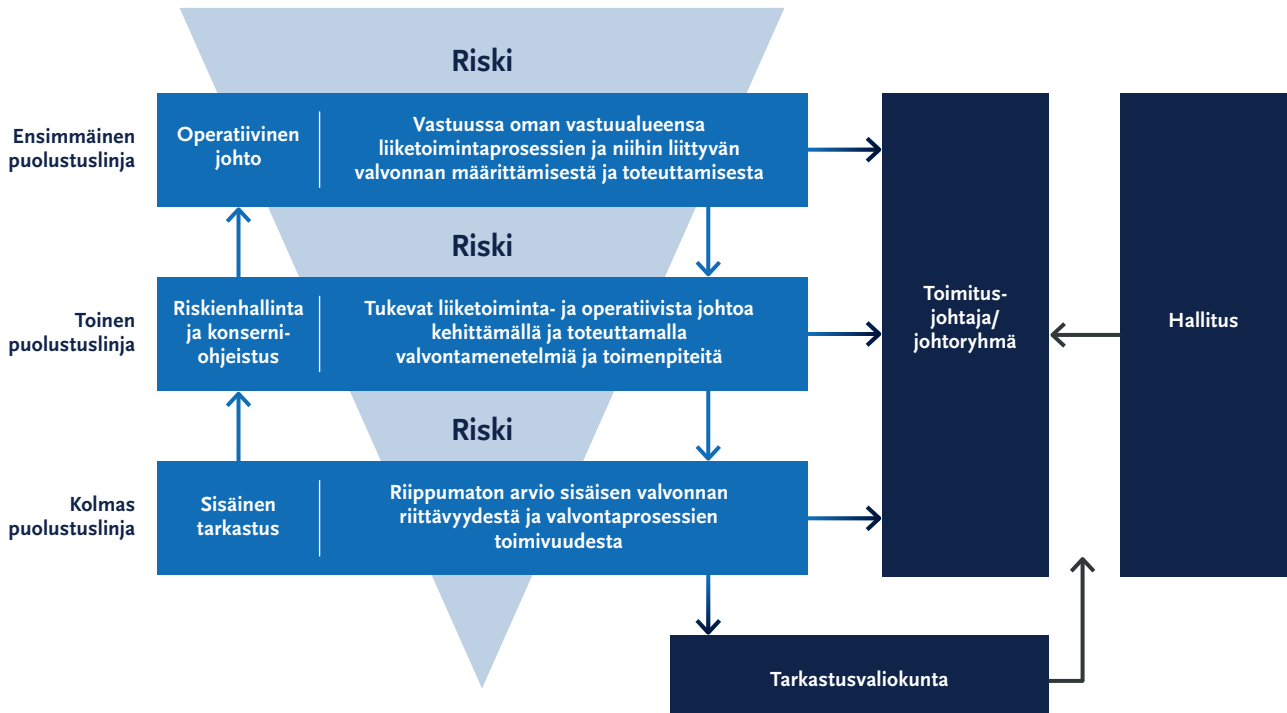 Riski
Ensimmäinen
puolustuslinja
Operatiivinen
johto
Vastuussa oman vastuualueensa
liiketoimintaprosessien ja niihin liittyvän
valvonnan määrittämisestä ja toteuttamisesta
Riski
Toinen
puolustuslinja
Riskienhallinta
ja konserni-
ohjeistus
Tukevat liiketoiminta- ja operatiivista johtoa
kehittämällä ja toteuttamalla
valvontamenetelmiä ja toimenpiteitä
Riski
Kolmas
puolustuslinja
Sisäinen
tarkastus
Riippumaton arvio sisäisen valvonnan
riittävyydestä ja valvontaprosessien
toimivuudesta
Toimitus-
johtaja/
johtoryhmä
Hallitus
Tarkastusvaliokunta